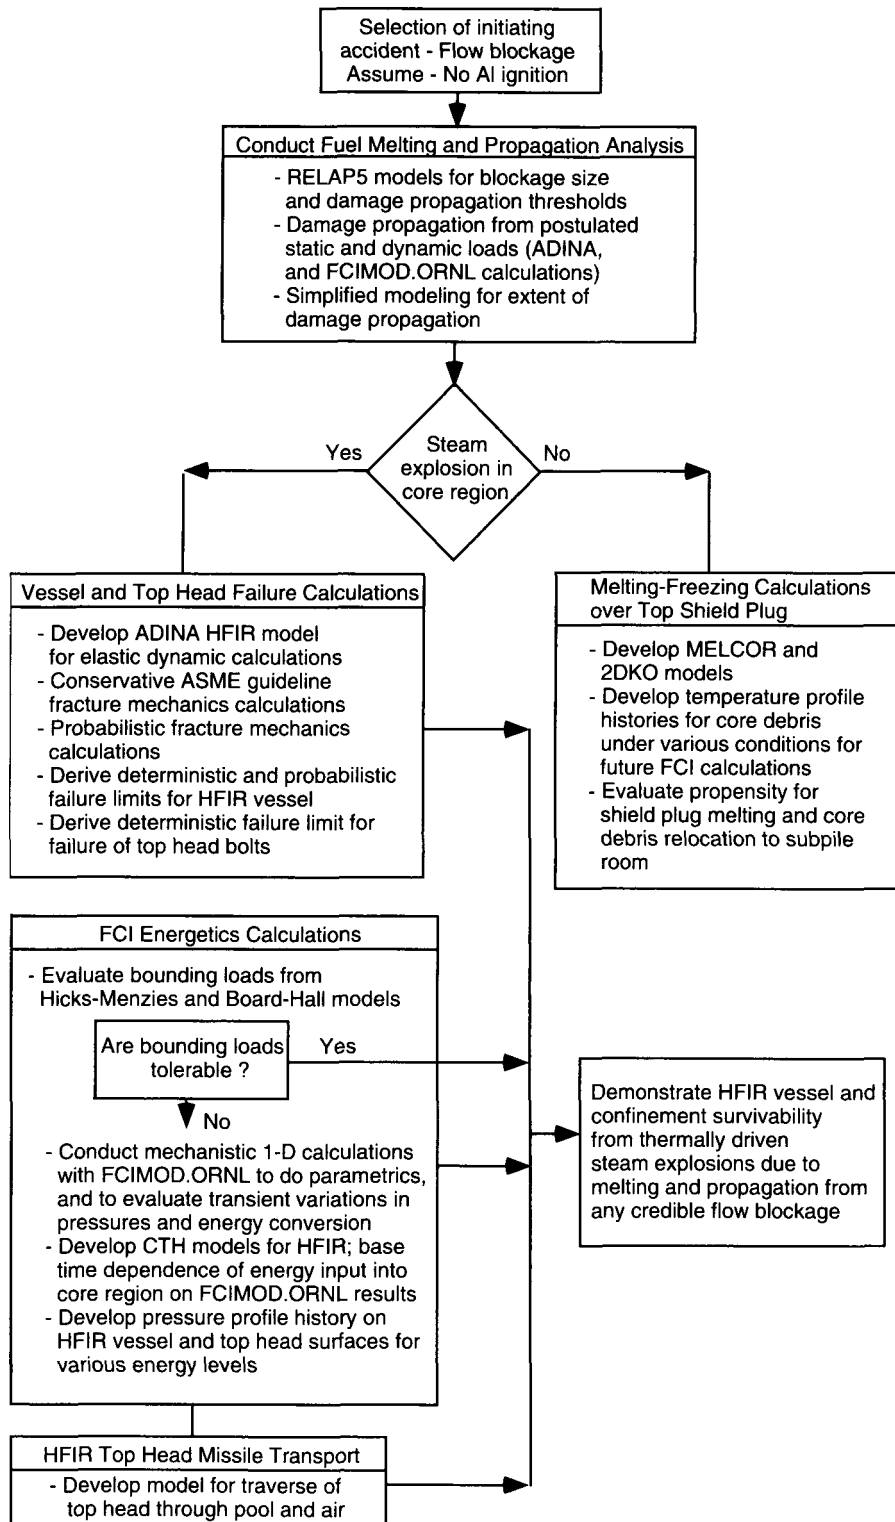 Selection of initiating
accident - Flow blockage
Assume - No Al ignition
Conduct Fuel Melting and Propagation Analysis
- RELAP5 models for blockage size
and damage propagation thresholds
- Damage propagation from postulated
static and dynamic loads (ADINA,
and FCIMOD.ORNL calculations)
- Simplified modeling for extent of
damage propagation
Yes
Steam
explosion in
core region
No
Vessel and Top Head Failure Calculations
- Develop ADINA HFIR model
for elastic dynamic calculations
- Conservative ASME guideline
fracture mechanics calculations
- Probabilistic fracture mechanics
calculations
- Derive deterministic and probabilistic
failure limits for HFIR vessel
- Derive deterministic failure limit for
failure of top head bolts
Melting-Freezing Calculations
over Top Shield Plug
- Develop MELCOR and
2DKO models
- Develop temperature profile
histories for core debris
under various conditions for
future FCI calculations
- Evaluate propensity for
shield plug melting and core
debris relocation to subpile
room
FCI Energetics Calculations
- Evaluate bounding loads from
Hicks-Menzies and Board-Hall models
Are bounding loads
tolerable ?
Yes
No
- Conduct mechanistic 1-D calculations
with FCIMOD.ORNL to do parametrics,
and to evaluate transient variations in
pressures and energy conversion
- Develop CTH models for HFIR; base
time dependence of energy input into
core region on FCIMOD.ORNL results
- Develop pressure profile history on
HFIR vessel and top head surfaces for
various energy levels
Demonstrate HFIR vessel and
confinement survivability
from thermally driven
steam explosions due to
melting and propagation from
any credible flow blockage
HFIR Top Head Missile Transport
- Develop model for traverse of
top head through pool and air